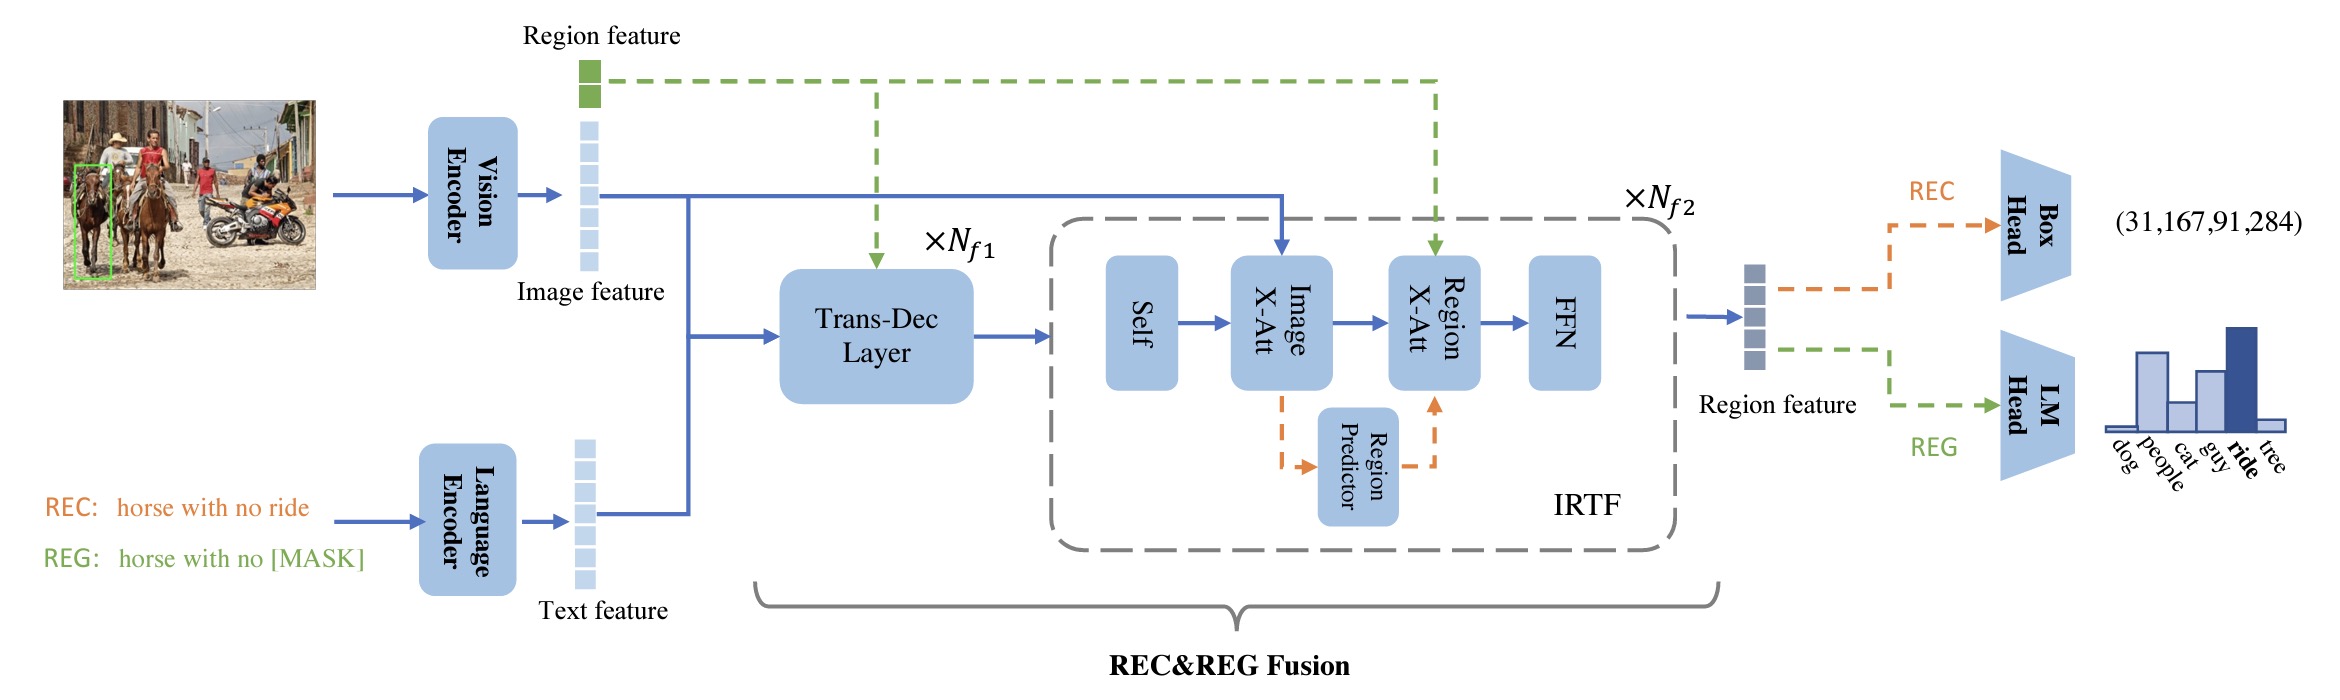 Region feature
Vision
Encoder
Image feature
REC: horse with no ride
REG: horse with no [MASK]
Language
Encoder
Text feature
×N_{f1}
Trans-Dec
Layer
×N_{f2}
Self
Image
X-Att
Region
X-Att
FFN
Region
Predictor
IRTF
REC&REG Fusion
Region feature
REC
REG
Box
Head
(31,167,91,284)
LM
Head
dog
people
cat
guy
ride
tree